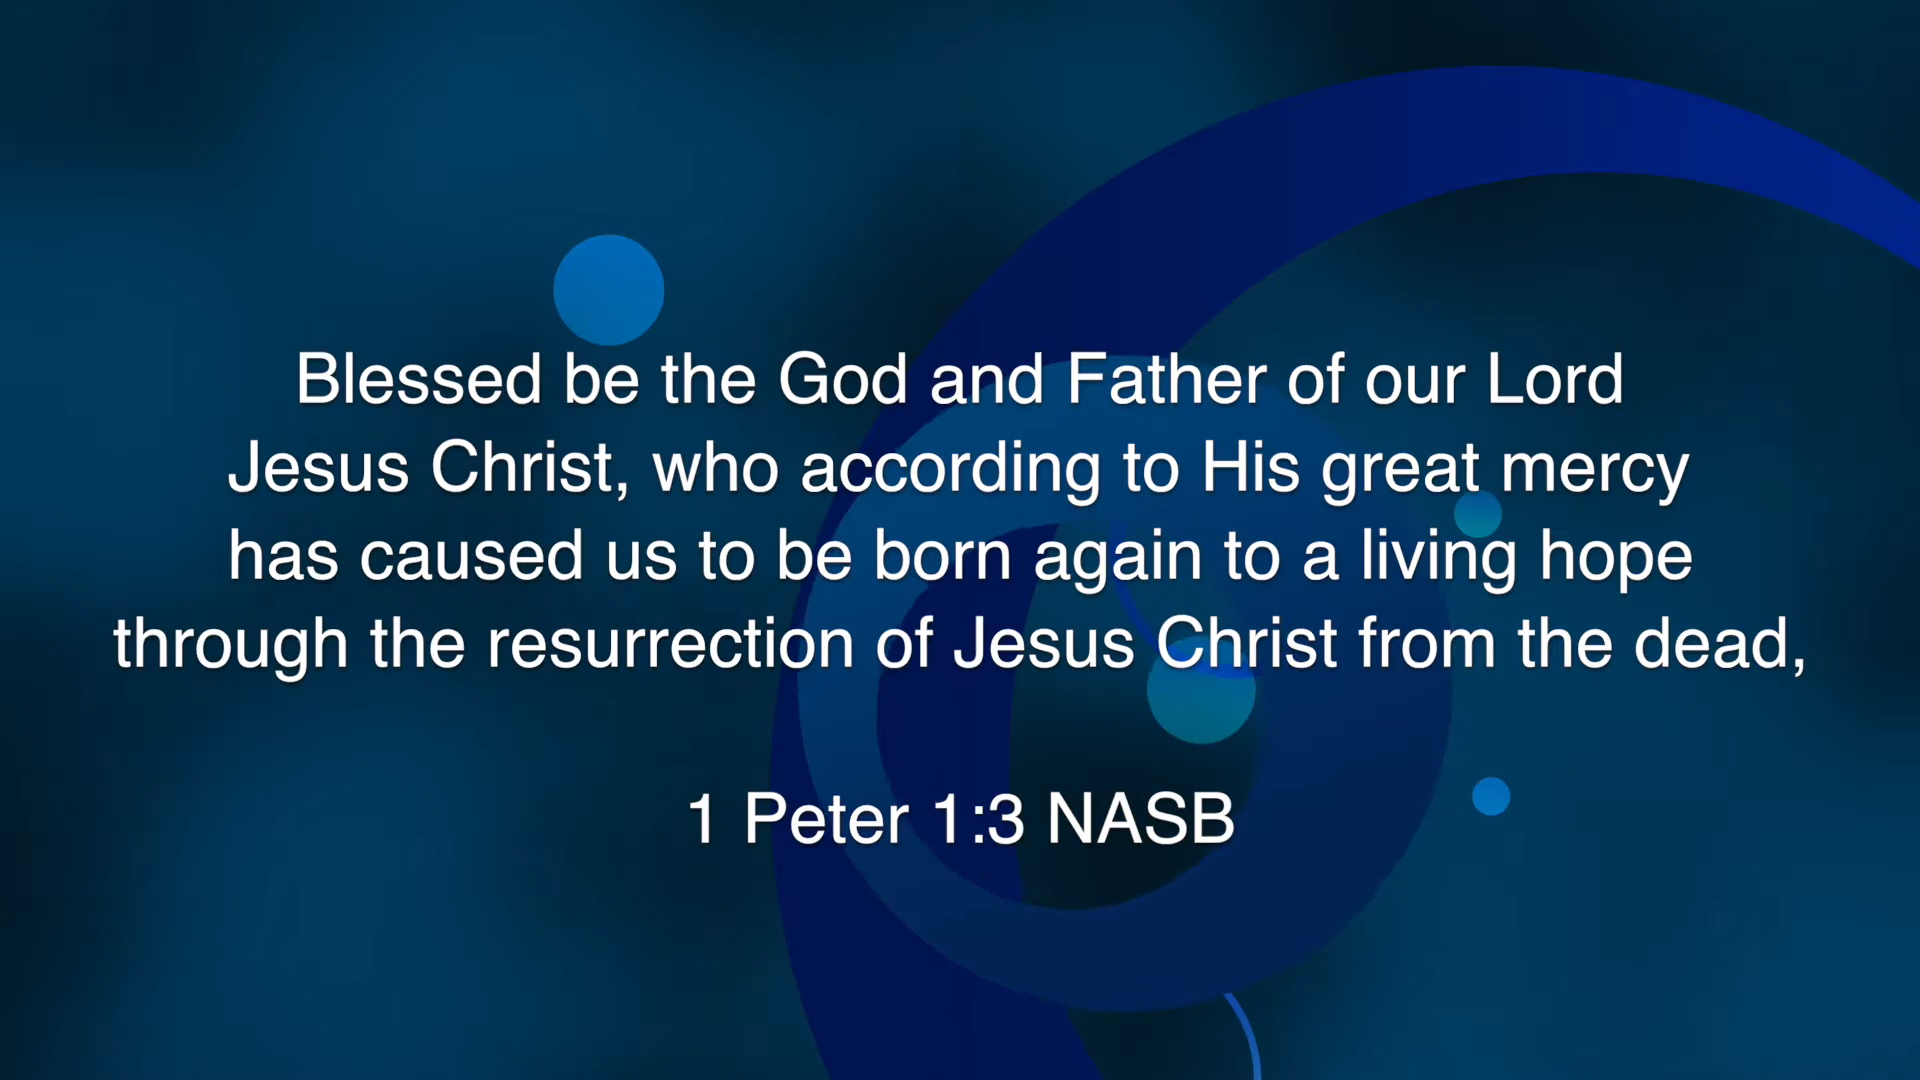 Blessed be the God and Father of our Lord
Jesus Christ, who according to His great mercy
has caused us to be born again to a living hope
through the resurrection of Jesus Christ from the dead,
1 Peter 1:3 NASB